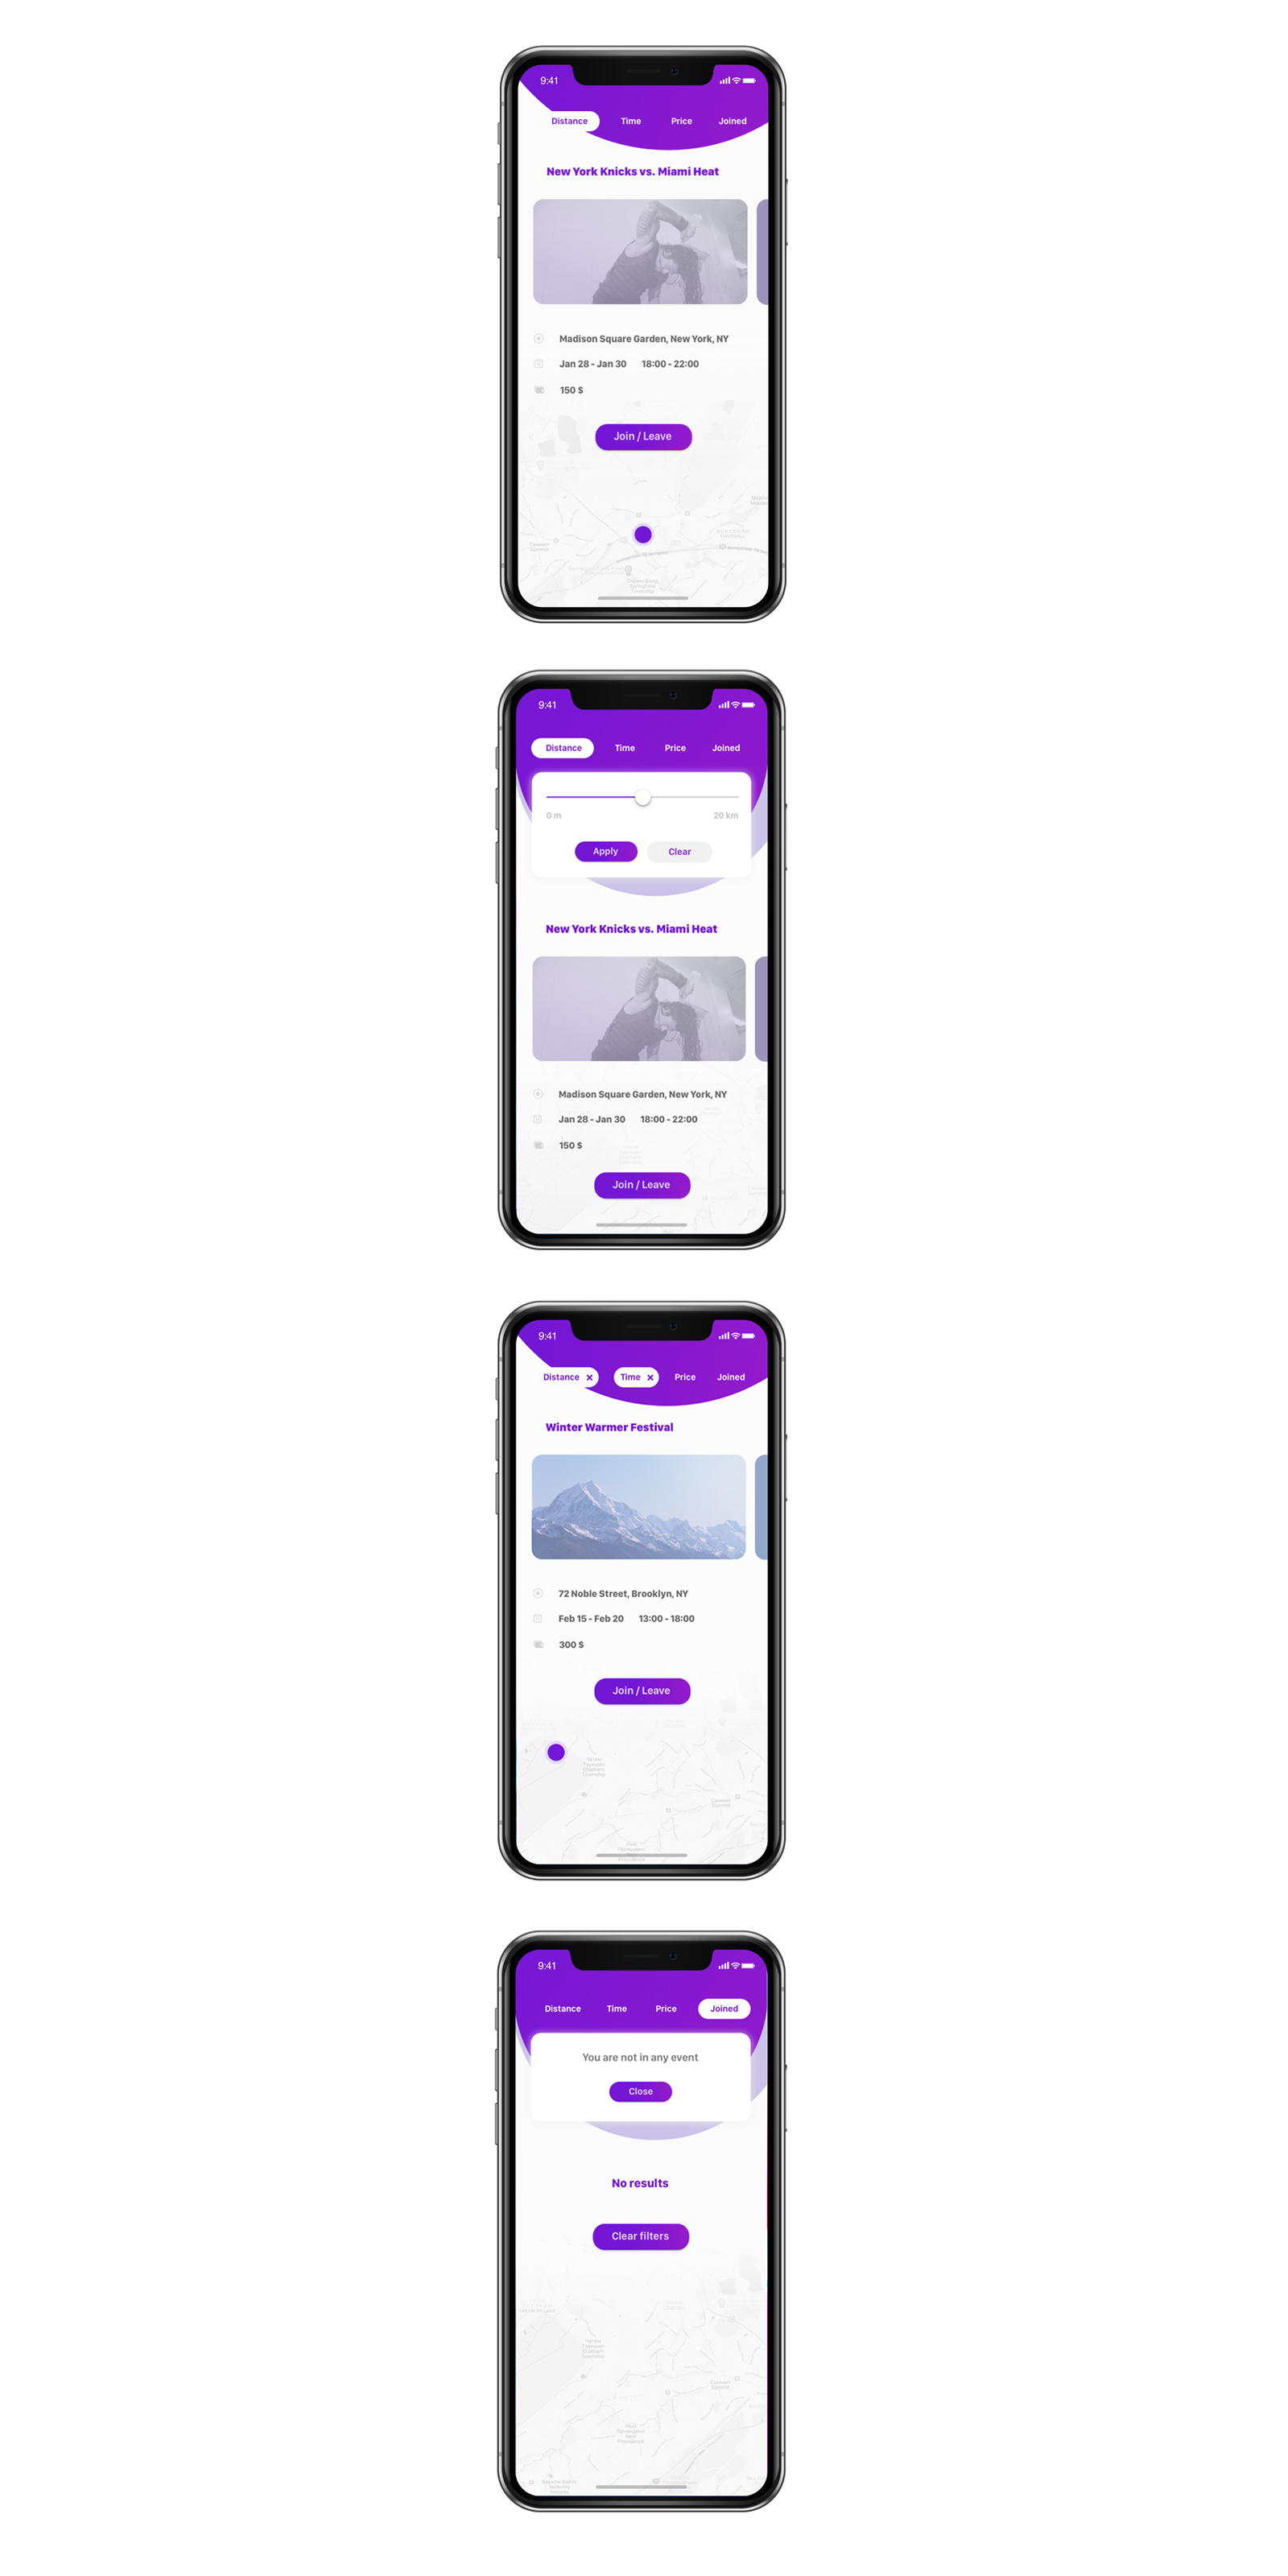 9:41
Distance Time Price Joined
New York Knicks vs. Miami Heat
Madison Square Garden, New York, NY
Jan 28 - Jan 30 18:00 - 22:00
150 $
Join / Leave
9:41
Distance Time Price Joined
0 m 20 km
Apply Clear
New York Knicks vs. Miami Heat
Madison Square Garden, New York, NY
Jan 28 - Jan 30 18:00 - 22:00
150 $
Join / Leave
9:41
Distance × Time × Price Joined
Winter Warmer Festival
72 Noble Street, Brooklyn, NY
Feb 15 - Feb 20 13:00 - 18:00
300 $
Join / Leave
9:41
Distance Time Price Joined
You are not in any event
Close
No results
Clear filters